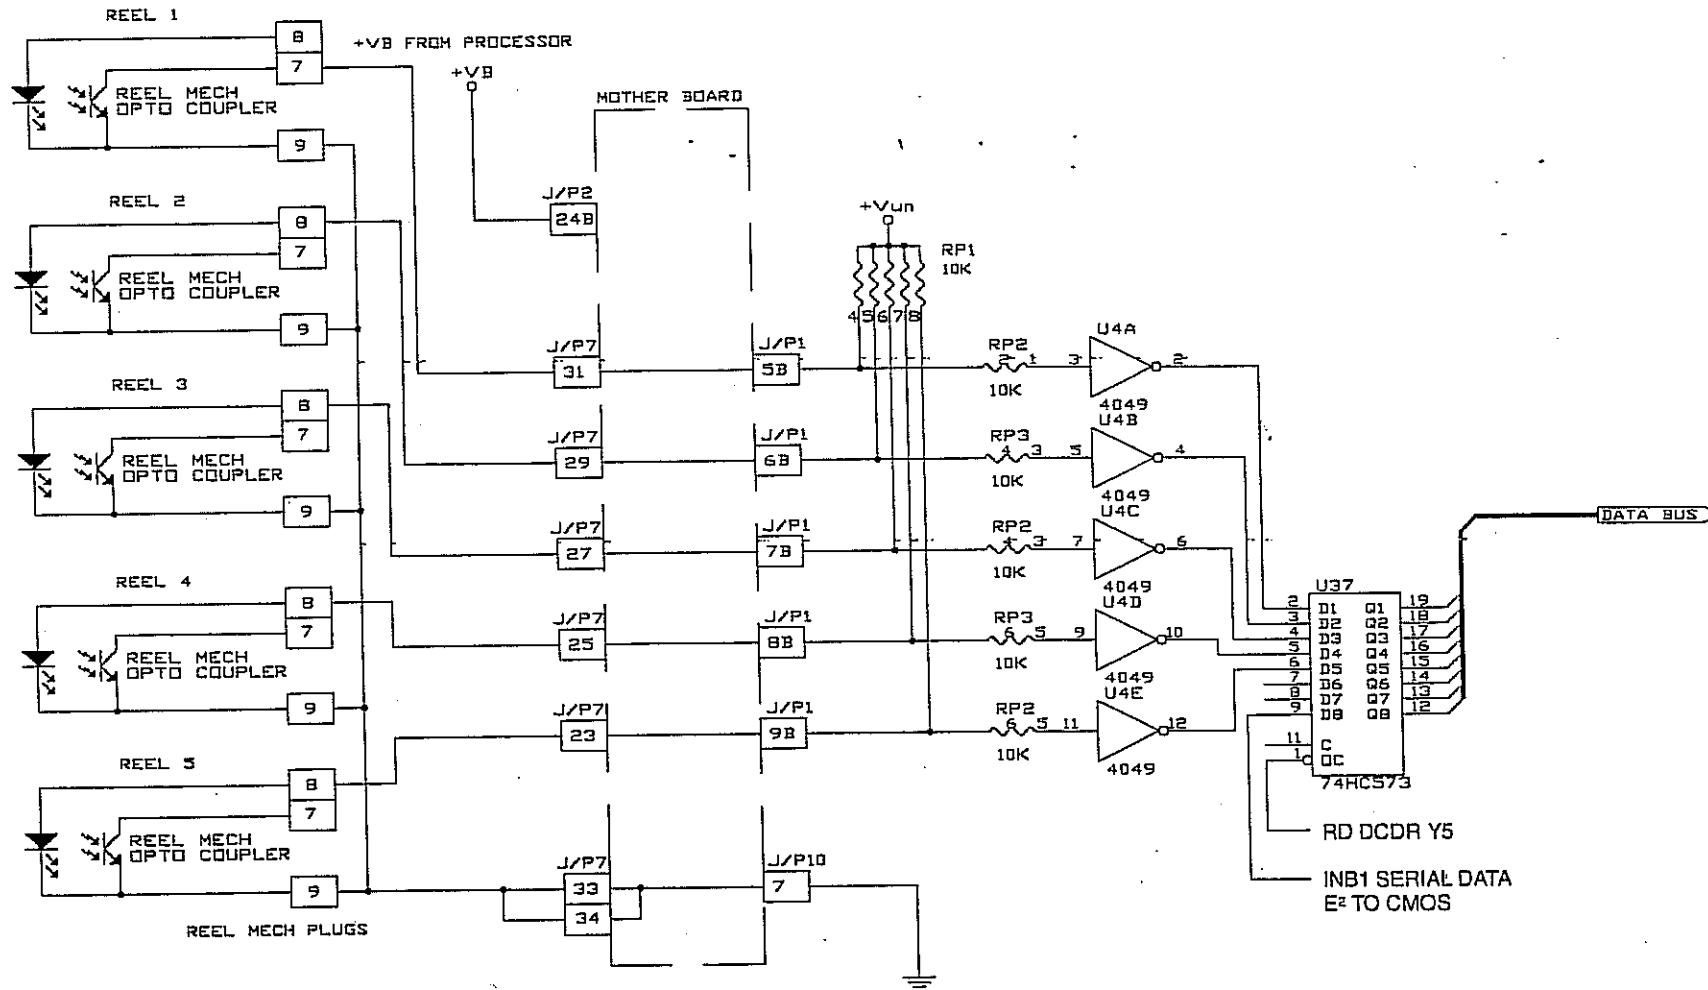 REEL 1
8
7
9
REEL MECH
OPTO COUPLER
+VB FROM PROCESSOR
+VB
MOTHER BOARD
J/P2
24B
REEL 2
8
7
9
REEL MECH
OPTO COUPLER
+Vun
RP1
10K
4 5 6 7 8
J/P7
31
J/P1
5B
RP2
2 1
10K
U4A
3
2
4049
REEL 3
8
7
9
REEL MECH
OPTO COUPLER
J/P7
29
J/P1
6B
RP3
4 3
10K
U4B
5
4
4049
J/P7
27
J/P1
7B
RP2
4 3
10K
U4C
7
6
4049
REEL 4
8
7
9
REEL MECH
OPTO COUPLER
J/P7
25
J/P1
8B
RP3
6 5
10K
U4D
9
10
4049
J/P7
23
J/P1
9B
RP2
6 5
10K
U4E
11
12
4049
REEL 5
8
7
9
REEL MECH
OPTO COUPLER
REEL MECH PLUGS
J/P7
33
34
J/P10
7
DATA BUS
U37
2 D1 Q1 19
3 D2 Q2 18
4 D3 Q3 17
5 D4 Q4 16
6 D5 Q5 15
7 D6 Q6 14
8 D7 Q7 13
9 D8 Q8 12
11 C
1 OC
74HC573
RD DCDR Y5
INB1 SERIAL DATA
E² TO CMOS